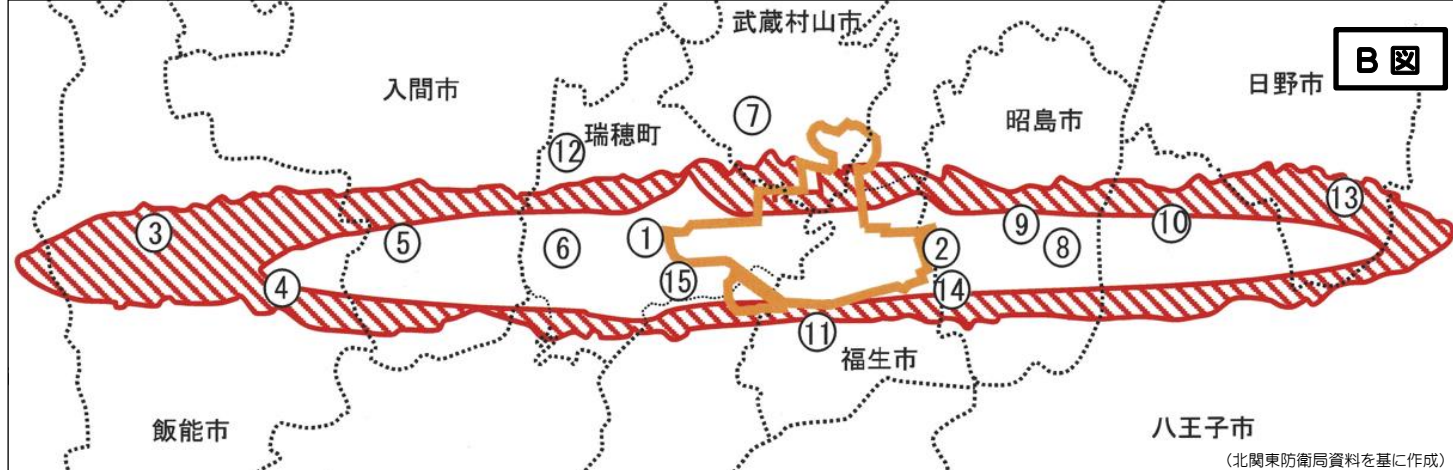 武蔵村山市
B 図
入間市
日野市
昭島市
⑦
瑞穂町
⑫
⑬
③
⑤
⑥
①
②
⑨
⑧
⑩
④
⑮
⑭
⑪
福生市
飯能市
八王子市
(北関東防衛局資料を基に作成)